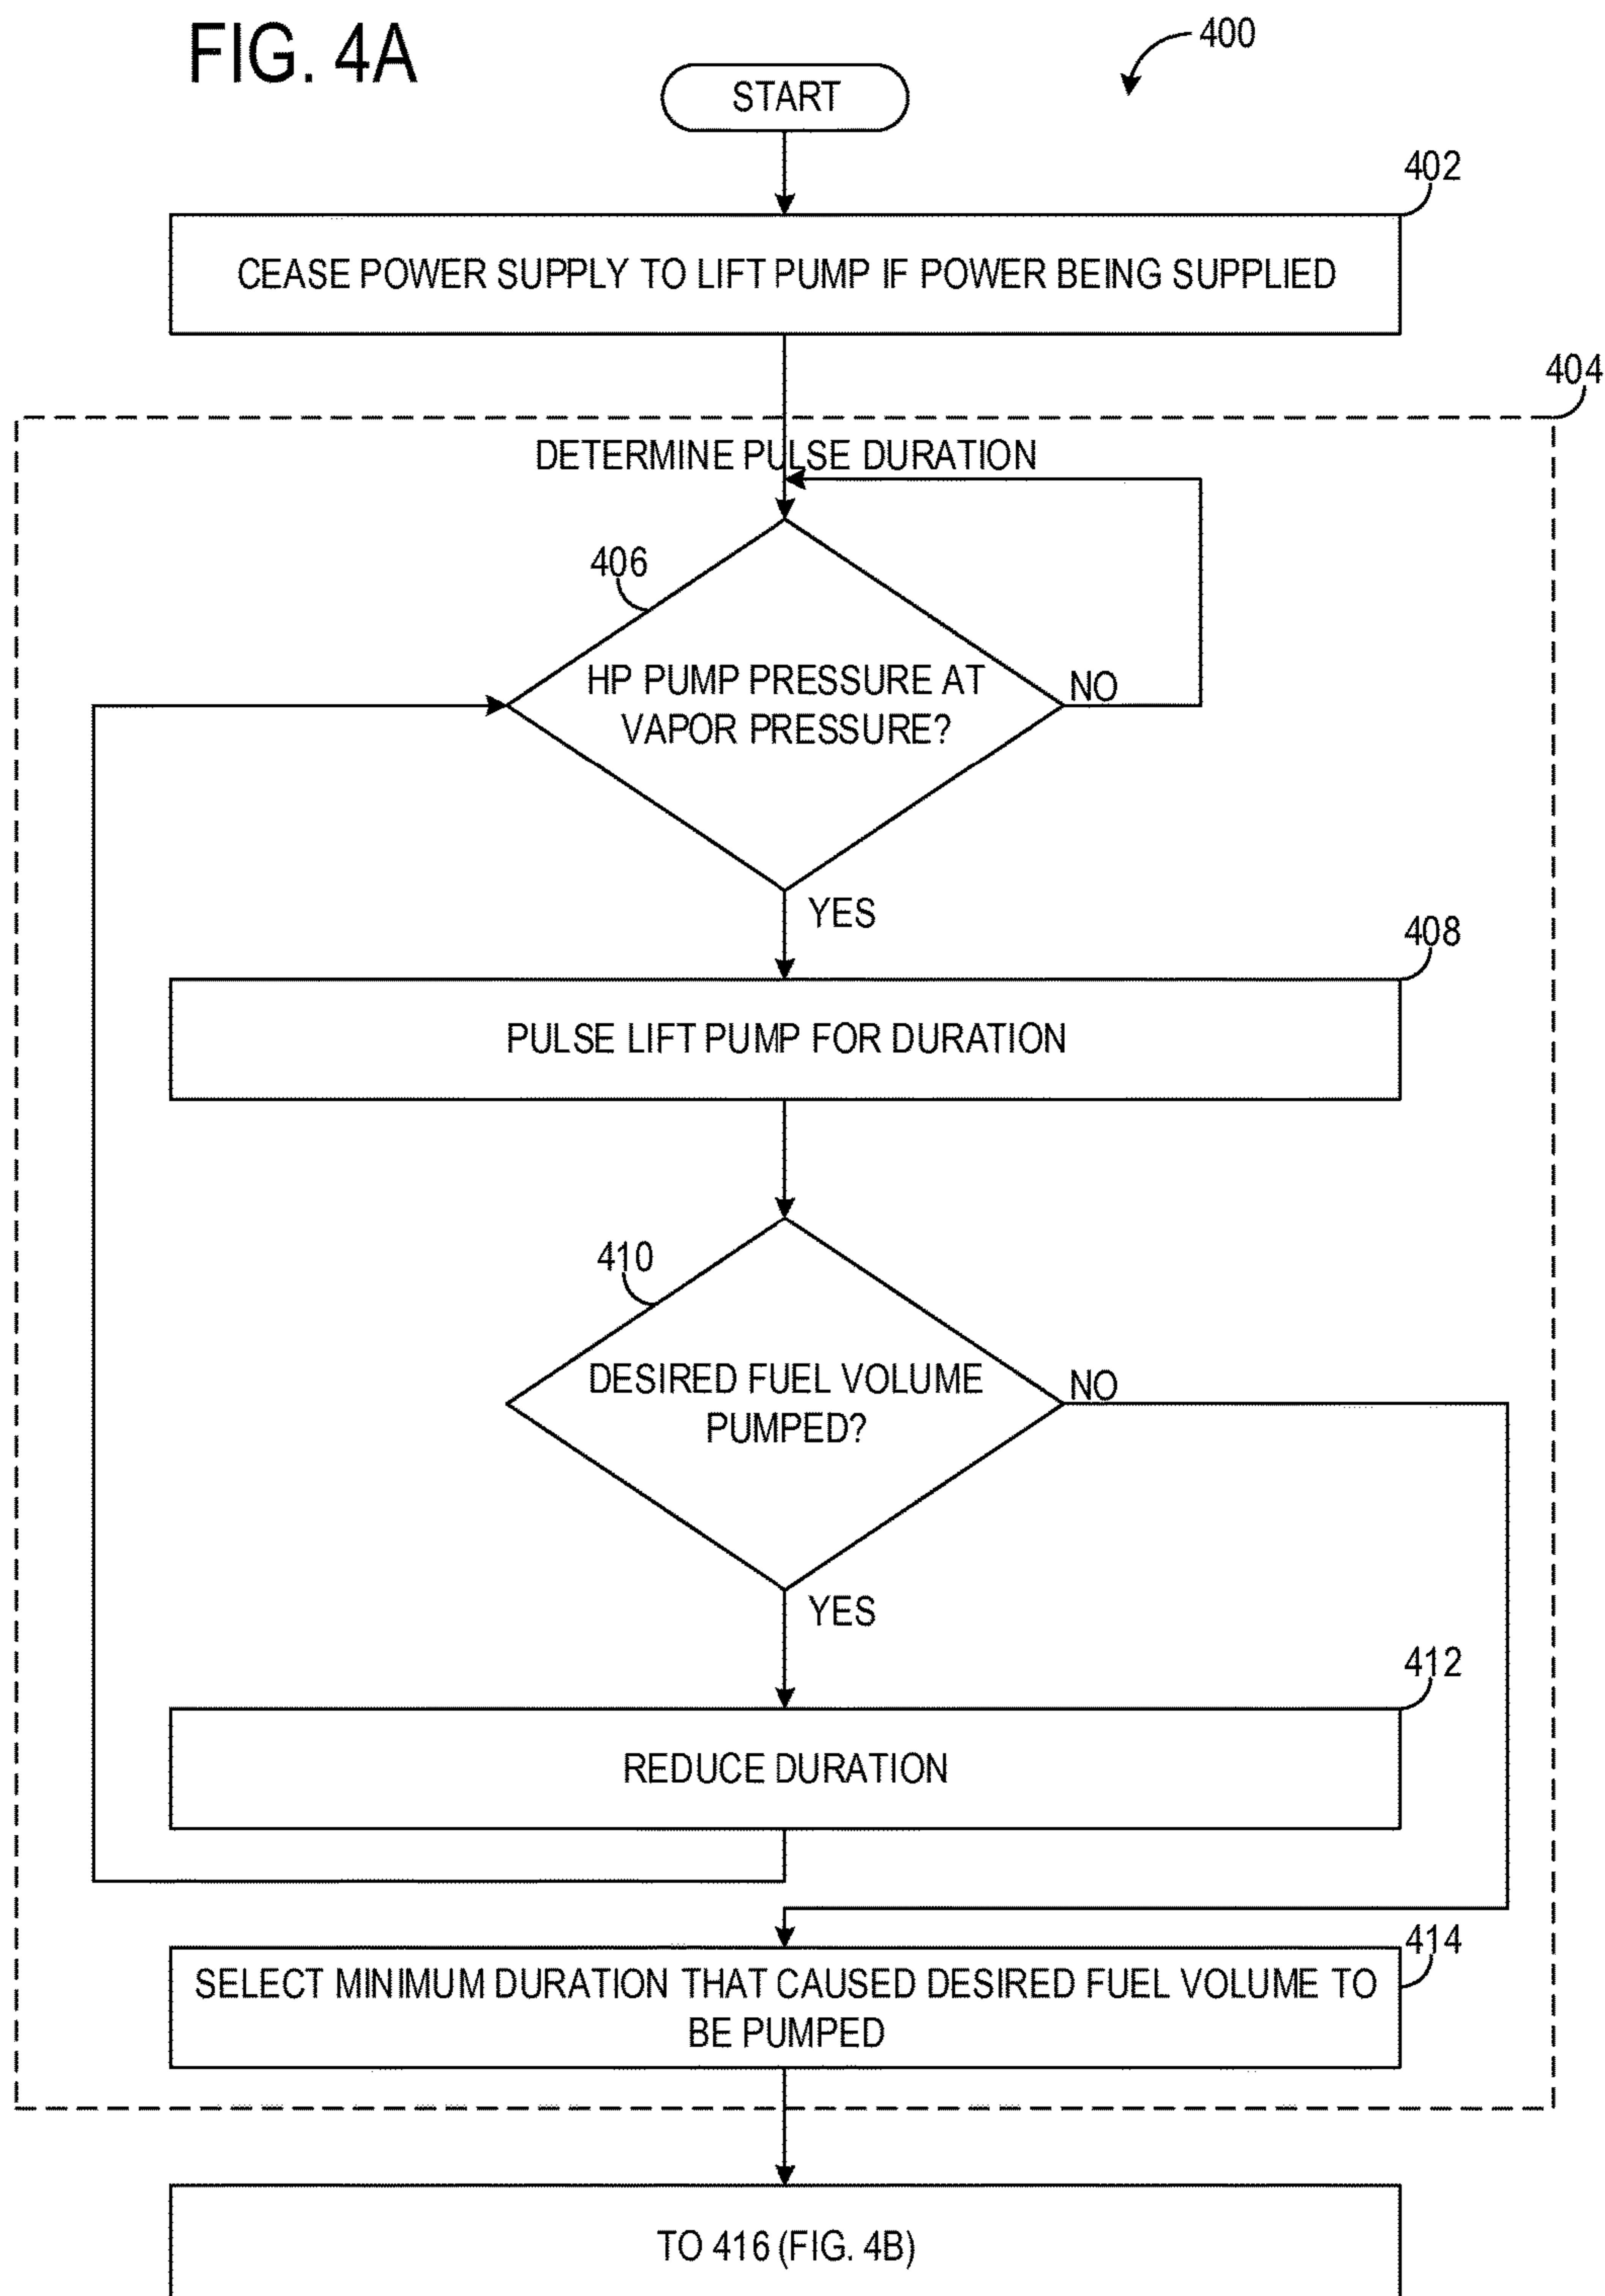 FIG. 4A
400
START
402
CEASE POWER SUPPLY TO LIFT PUMP IF POWER BEING SUPPLIED
404
DETERMINE PULSE DURATION
406
HP PUMP PRESSURE AT
VAPOR PRESSURE?
NO
YES
408
PULSE LIFT PUMP FOR DURATION
410
DESIRED FUEL VOLUME
PUMPED?
NO
YES
412
REDUCE DURATION
414
SELECT MINIMUM DURATION THAT CAUSED DESIRED FUEL VOLUME TO
BE PUMPED
TO 416 (FIG. 4B)